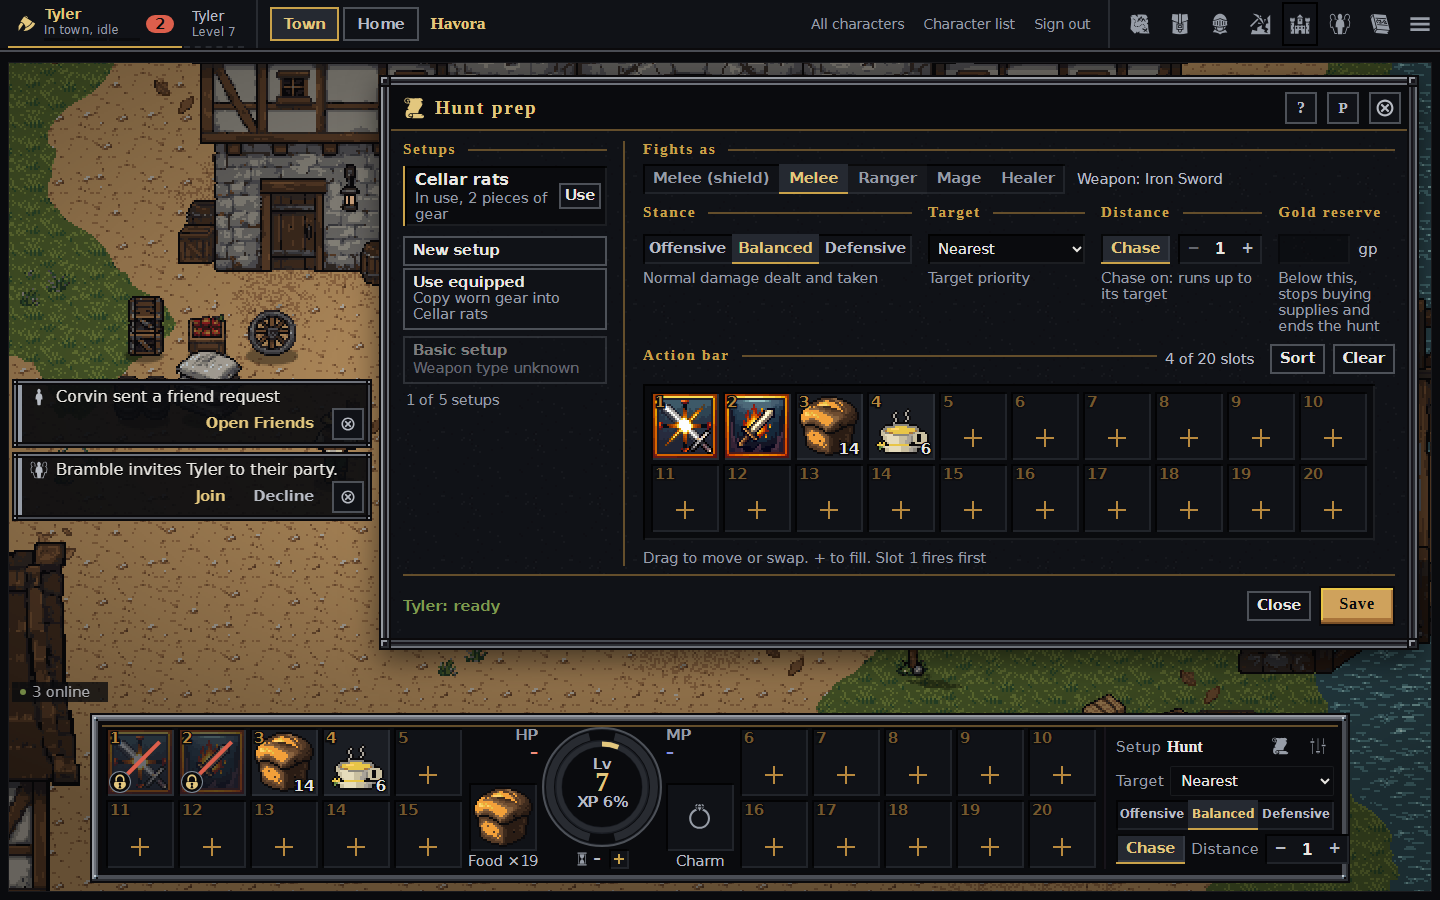 Tyler
In town, idle
2
Tyler
Level 7
Town
Home
Havora
All characters
Character list
Sign out
Hunt prep
?
P
Setups
Cellar rats
In use, 2 pieces of
gear
Use
New setup
Use equipped
Copy worn gear into
Cellar rats
Basic setup
Weapon type unknown
1 of 5 setups
Fights as
Melee (shield)
Melee
Ranger
Mage
Healer
Weapon: Iron Sword
Stance
Offensive
Balanced
Defensive
Normal damage dealt and taken
Target
Nearest
Target priority
Distance
Chase
− 1 +
Chase on: runs up to
its target
Gold reserve
gp
Below this,
stops buying
supplies and
ends the hunt
Action bar
4 of 20 slots
Sort
Clear
1
2
3
14
4
6
5
6
7
8
9
10
11
12
13
14
15
16
17
18
19
20
Drag to move or swap. + to fill. Slot 1 fires first
Tyler: ready
Close
Save
Corvin sent a friend request
Open Friends
Bramble invites Tyler to their party.
Join
Decline
3 online
1
2
3
14
4
6
5
11
12
13
14
15
HP
-
Food ×19
Lv
7
XP 6%
- +
MP
-
Charm
6
7
8
9
10
16
17
18
19
20
Setup Hunt
Target Nearest
Offensive
Balanced
Defensive
Chase
Distance
− 1 +